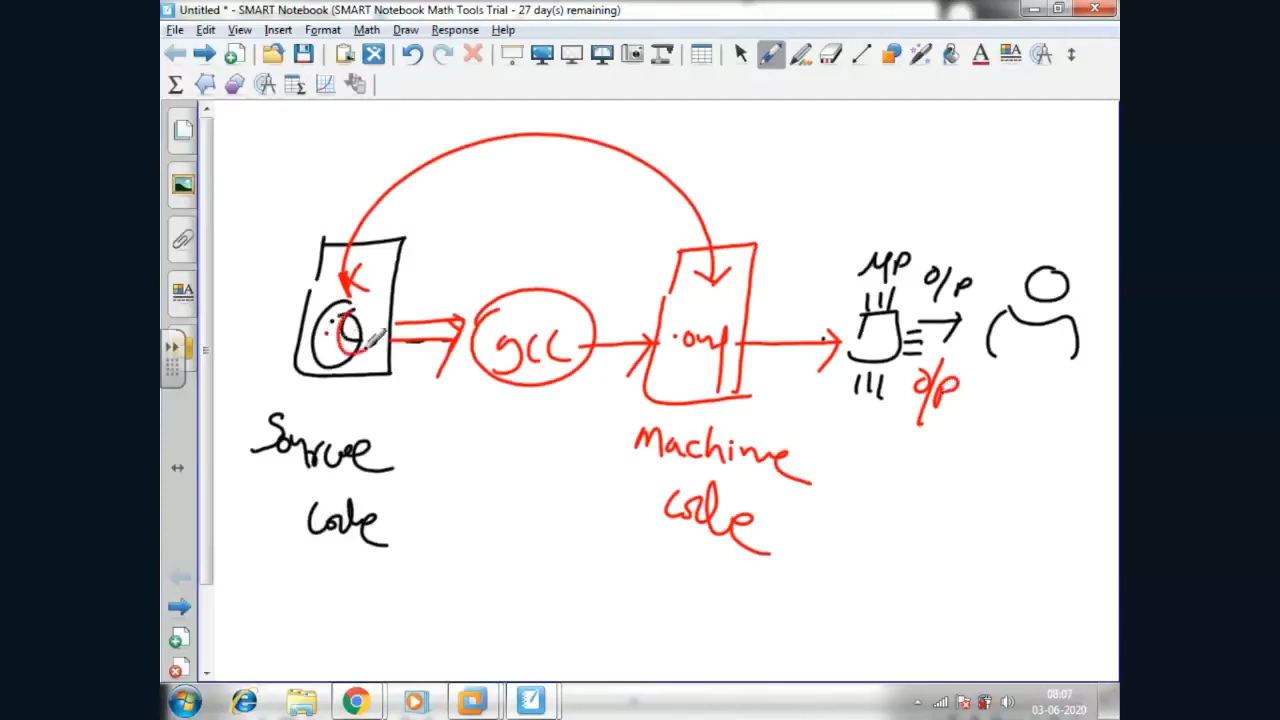 Untitled * - SMART Notebook (SMART Notebook Math Tools Trial - 27 day(s) remaining)
File Edit View Insert Format Math Draw Response Help
μP
O/P
gcc
.out
O/P
Source
code
Machine
code
08:07
03-06-2020